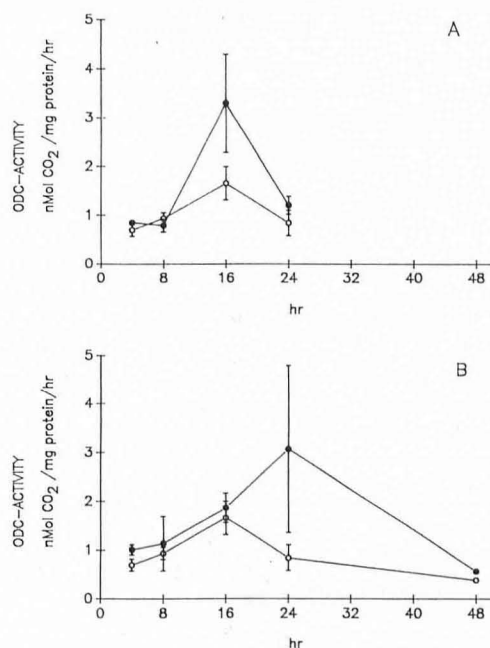 A
ODC-ACTIVITY
nMol CO2 /mg protein/hr
5
4
3
2
1
0
0 8 16 24 32 40 48
hr
B
ODC-ACTIVITY
nMol CO2 /mg protein/hr
5
4
3
2
1
0
0 8 16 24 32 40 48
hr